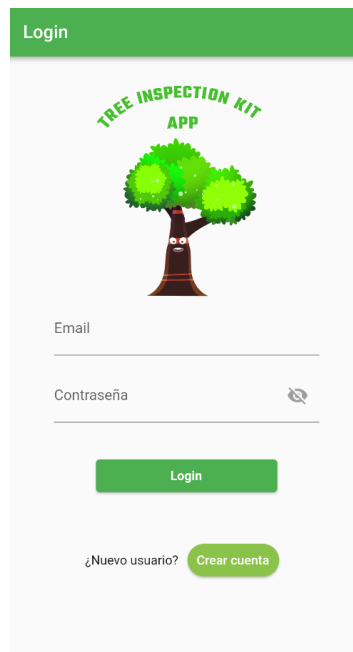 Login
TREE INSPECTION KIT
APP
Email
Contraseña
Login
¿Nuevo usuario? Crear cuenta